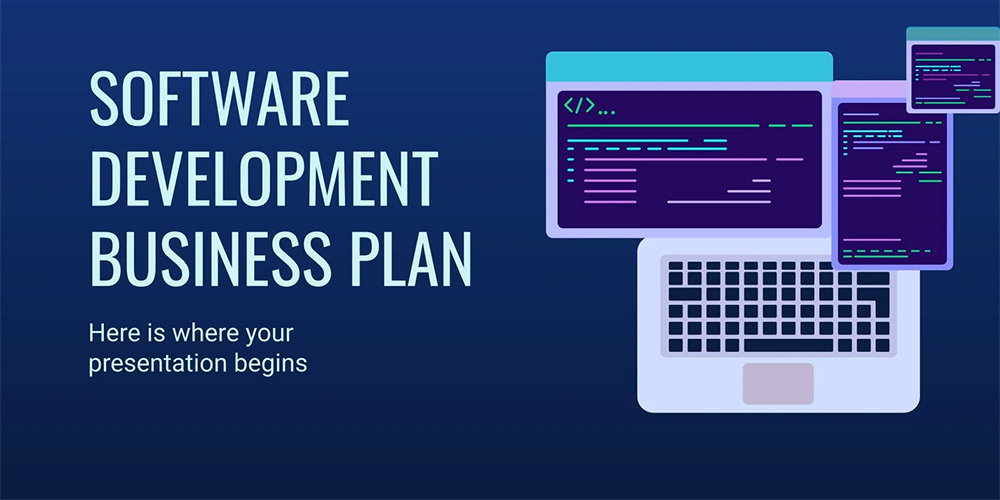 SOFTWARE
DEVELOPMENT
BUSINESS PLAN
Here is where your
presentation begins
</>...